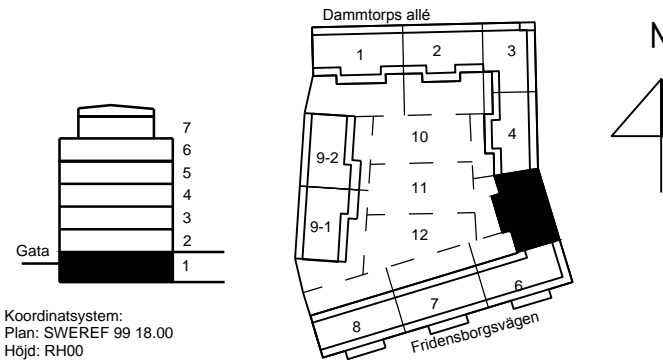 Dammtorps allé
1
2
3
N
4
10
9-2
11
9-1
12
7
6
5
4
3
2
Gata
1
6
7
8
Fridensborgsvägen
Koordinatsystem:
Plan: SWEREF 99 18.00
Höjd: RH00